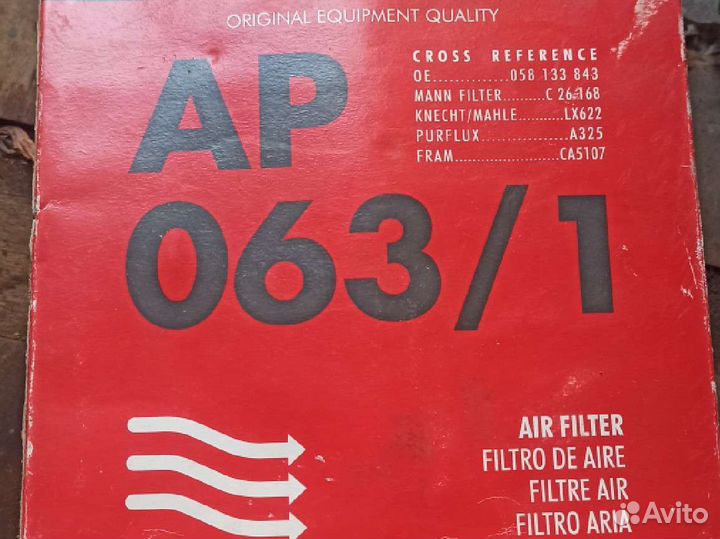 ORIGINAL EQUIPMENT QUALITY
AP
063/1
CROSS REFERENCE
OE.............058 133 843
MANN FILTER..........C 26.168
KNECHT/MAHLE...........LX622
PURFLUX................A325
FRAM........................CA5107
AIR FILTER
FILTRO DE AIRE
FILTRE AIR
FILTRO ARIA
Avito